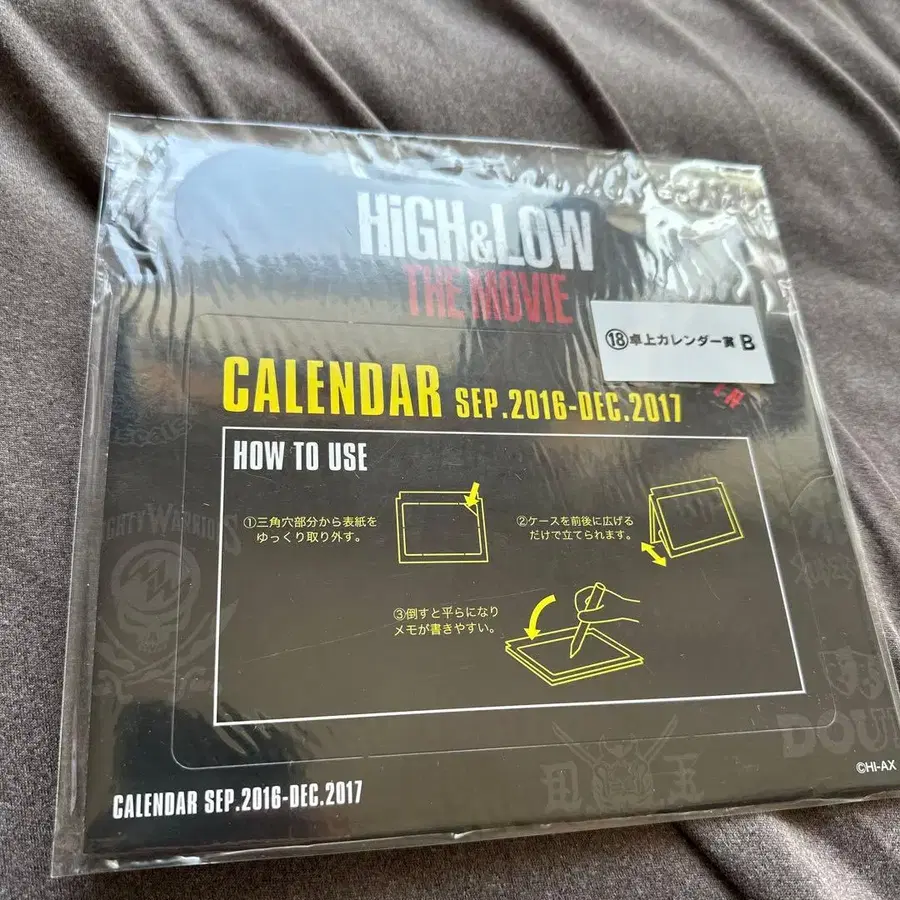 HiGH&LOW
THE MOVIE
⑱卓上カレンダー賞 B
CALENDAR SEP.2016-DEC.2017
HOW TO USE
①三角穴部分から表紙を
ゆっくり取り外す。
②ケースを前後に広げる
だけで立てられます。
③倒すと平らになり
メモが書きやすい。
CALENDAR SEP.2016-DEC.2017
©HI-AX